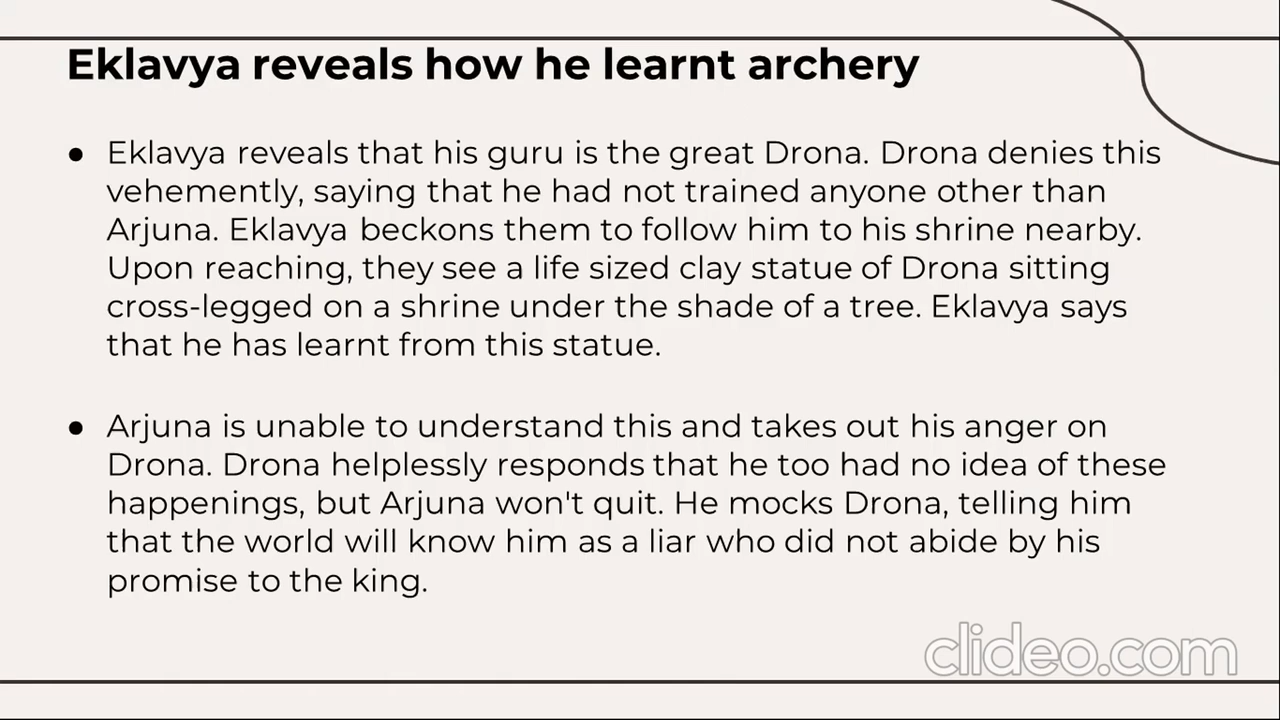 Eklavya reveals how he learnt archery
● Eklavya reveals that his guru is the great Drona. Drona denies this
vehemently, saying that he had not trained anyone other than
Arjuna. Eklavya beckons them to follow him to his shrine nearby.
Upon reaching, they see a life sized clay statue of Drona sitting
cross-legged on a shrine under the shade of a tree. Eklavya says
that he has learnt from this statue.
● Arjuna is unable to understand this and takes out his anger on
Drona. Drona helplessly responds that he too had no idea of these
happenings, but Arjuna won't quit. He mocks Drona, telling him
that the world will know him as a liar who did not abide by his
promise to the king.
clideo.com